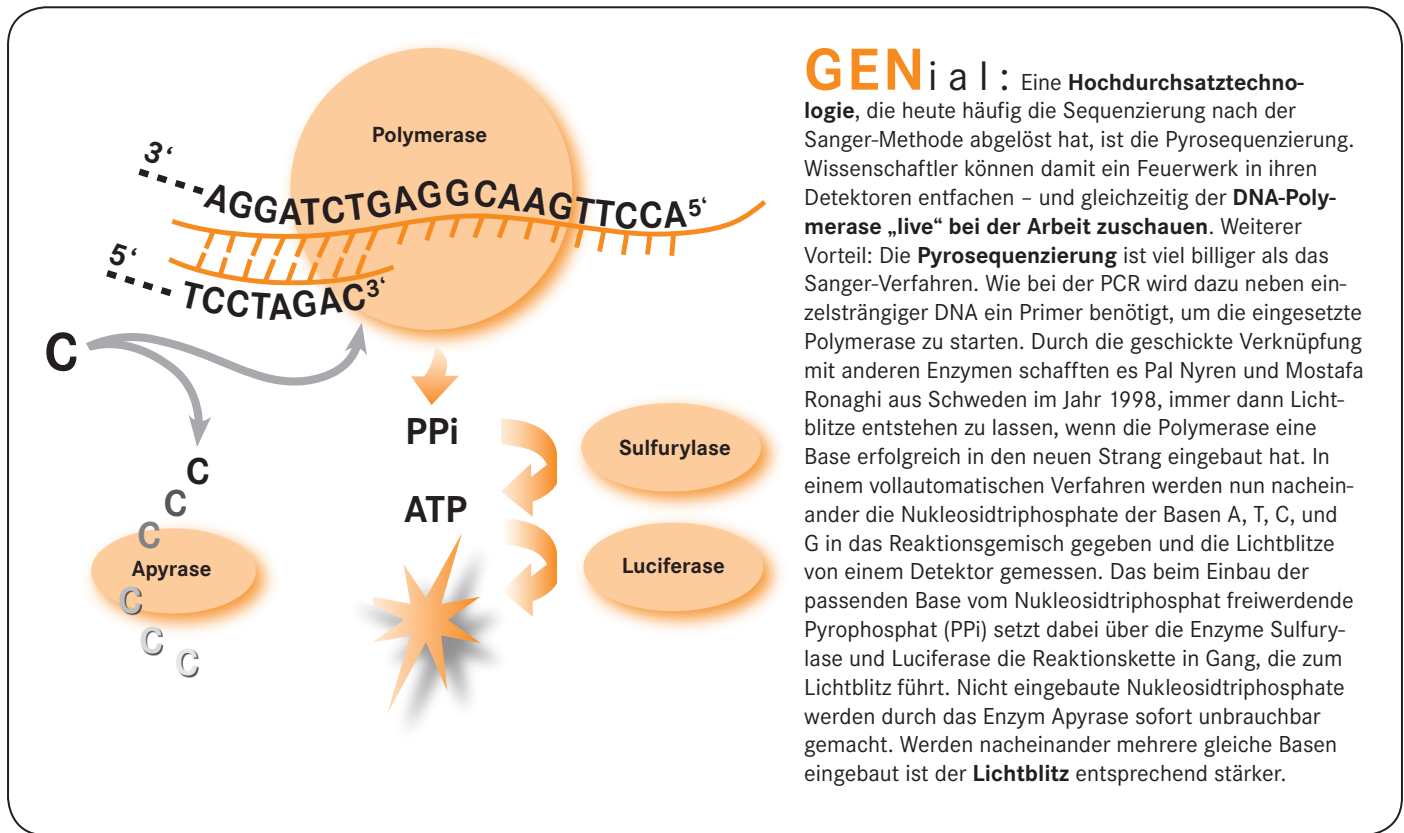 Polymerase
3‘
AGGATCTGAGGCAAGTTCCA5‘
5‘
TCCTAGAC3‘
C
PPi
Sulfurylase
C
C
C
ATP
Apyrase
Luciferase
C
C
C
GENial: Eine Hochdurchsatztechno-
logie, die heute häufig die Sequenzierung nach der
Sanger-Methode abgelöst hat, ist die Pyrosequenzierung.
Wissenschaftler können damit ein Feuerwerk in ihren
Detektoren entfachen – und gleichzeitig der DNA-Poly-
merase „live“ bei der Arbeit zuschauen. Weiterer
Vorteil: Die Pyrosequenzierung ist viel billiger als das
Sanger-Verfahren. Wie bei der PCR wird dazu neben ein-
zelsträngiger DNA ein Primer benötigt, um die eingesetzte
Polymerase zu starten. Durch die geschickte Verknüpfung
mit anderen Enzymen schafften es Pal Nyren und Mostafa
Ronaghi aus Schweden im Jahr 1998, immer dann Licht-
blitze entstehen zu lassen, wenn die Polymerase eine
Base erfolgreich in den neuen Strang eingebaut hat. In
einem vollautomatischen Verfahren werden nun nachein-
ander die Nukleosidtriphosphate der Basen A, T, C, und
G in das Reaktionsgemisch gegeben und die Lichtblitze
von einem Detektor gemessen. Das beim Einbau der
passenden Base vom Nukleosidtriphosphat freiwerdende
Pyrophosphat (PPi) setzt dabei über die Enzyme Sulfury-
lase und Luciferase die Reaktionskette in Gang, die zum
Lichtblitz führt. Nicht eingebaute Nukleosidtriphosphate
werden durch das Enzym Apyrase sofort unbrauchbar
gemacht. Werden nacheinander mehrere gleiche Basen
eingebaut ist der Lichtblitz entsprechend stärker.